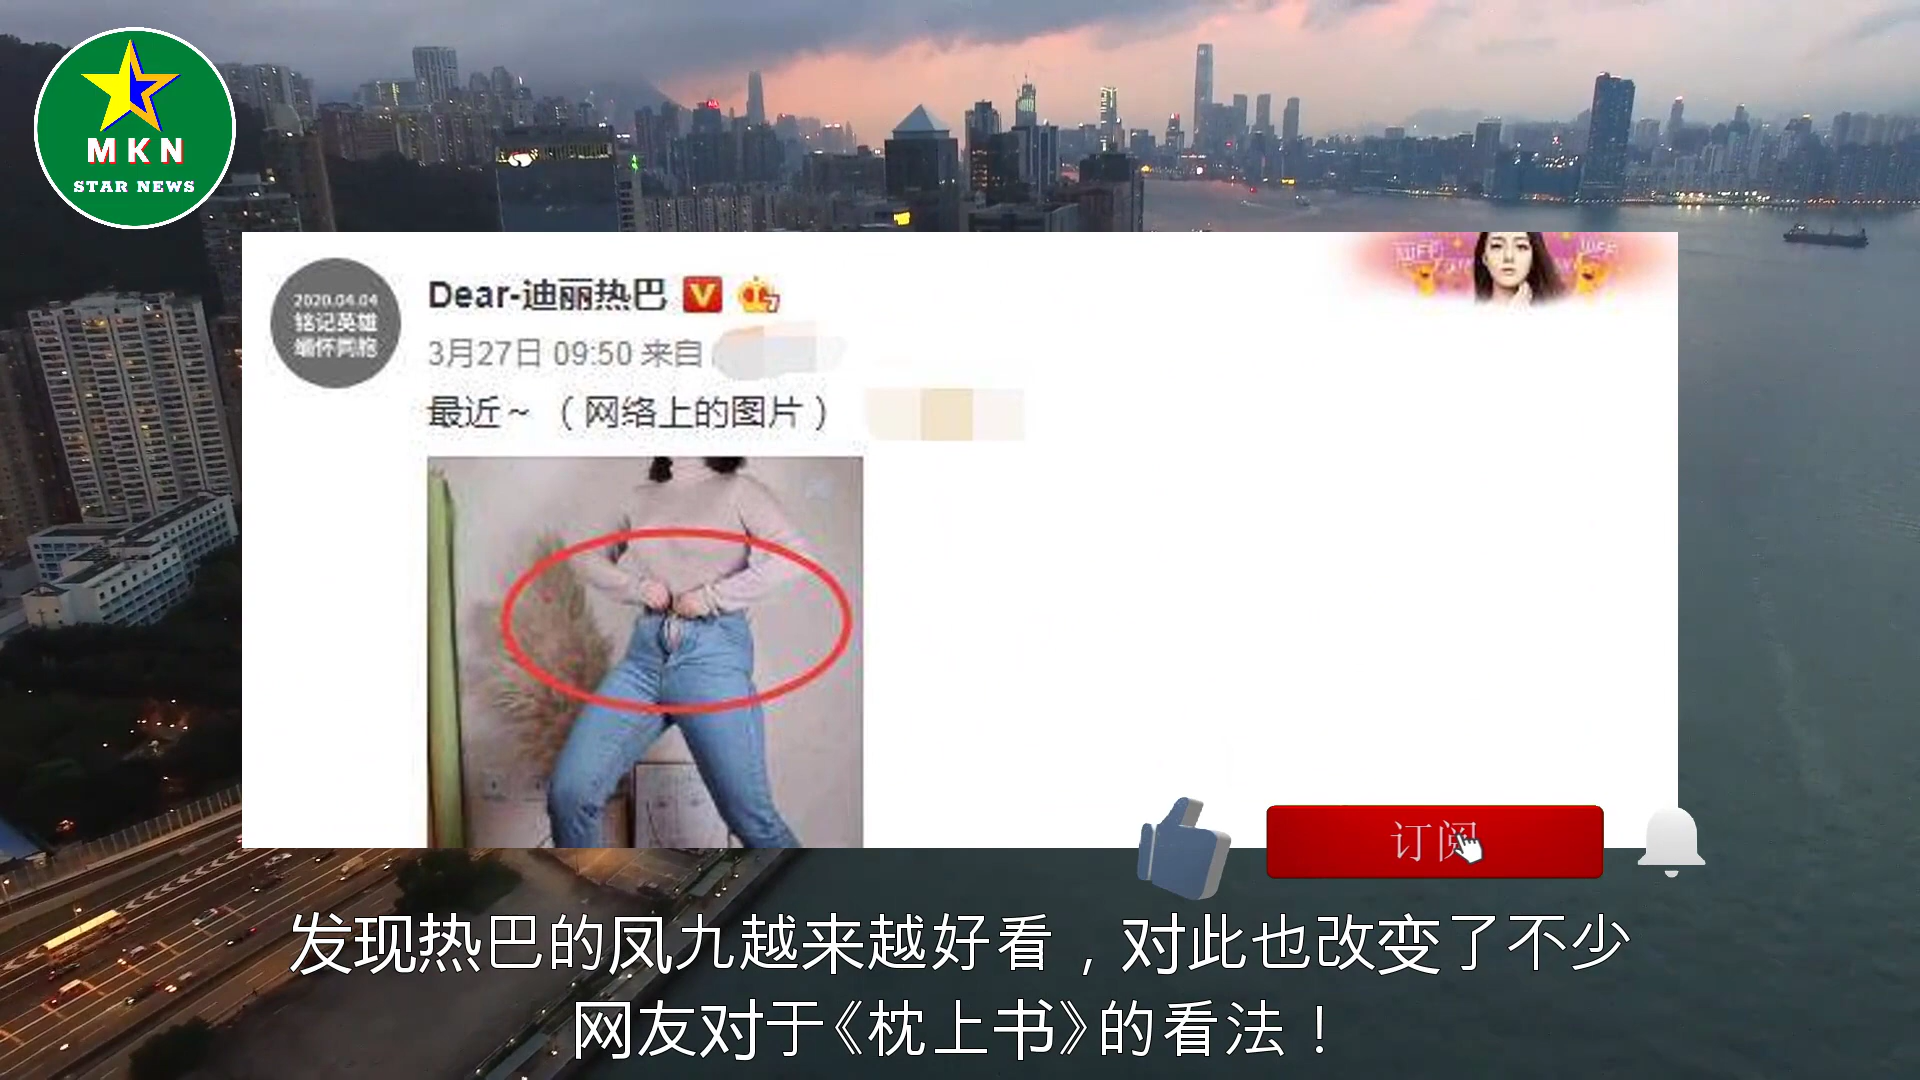 MKN
STAR NEWS
2020.04.04
铭记英雄
缅怀同胞
Dear-迪丽热巴
3月27日 09:50 来自
最近~ （网络上的图片）
订阅
发现热巴的凤九越来越好看，对此也改变了不少
网友对于《枕上书》的看法！